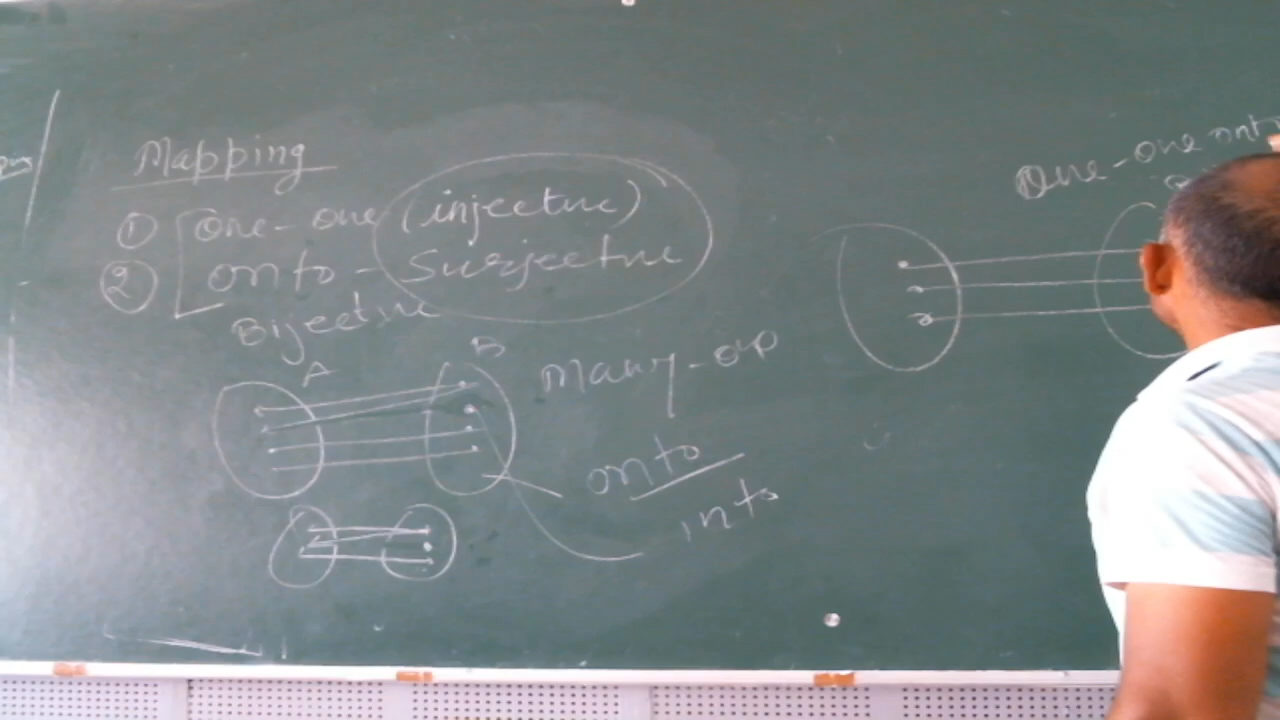 Mapping
① one-one (injective)
② onto - Surjective
Bijective
A
B
Many-one
onto
into
One-one onto